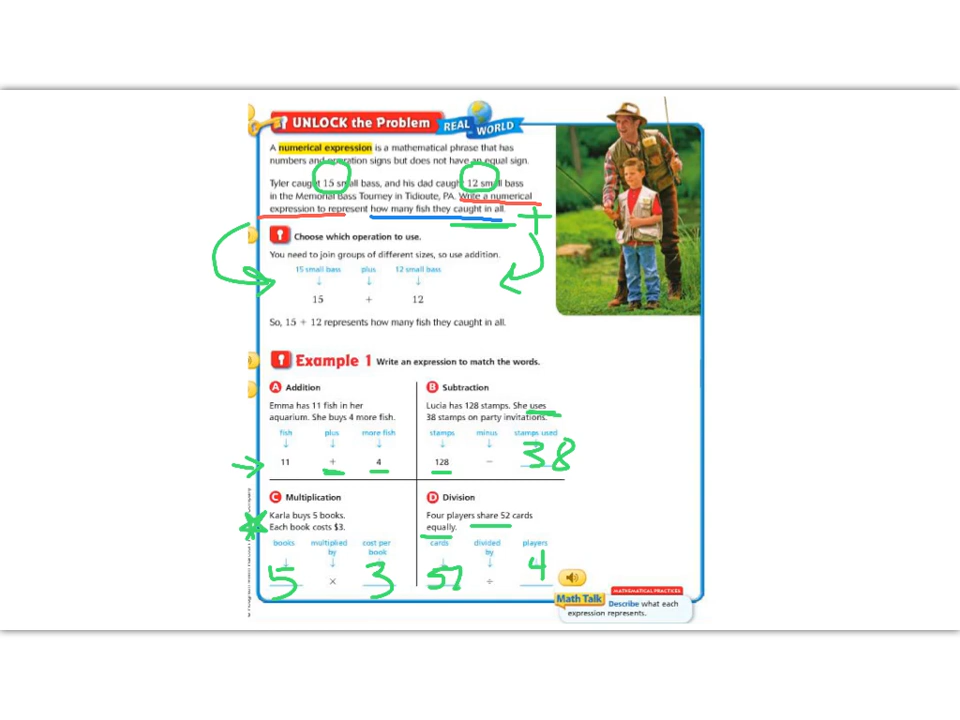 UNLOCK the Problem REAL WORLD
A numerical expression is a mathematical phrase that has
numbers and operation signs but does not have an equal sign.
Tyler caught 15 small bass, and his dad caught 12 small bass
in the Memorial Bass Tourney in Tidioute, PA. Write a numerical
expression to represent how many fish they caught in all.
+
Choose which operation to use.
You need to join groups of different sizes, so use addition.
15 small bass plus 12 small bass
↓ ↓ ↓
15 + 12
So, 15 + 12 represents how many fish they caught in all.
Example 1 Write an expression to match the words.
A Addition
Emma has 11 fish in her
aquarium. She buys 4 more fish.
fish plus more fish
↓ ↓ ↓
11 + 4
B Subtraction
Lucia has 128 stamps. She uses
38 stamps on party invitations.
stamps minus stamps used
↓ ↓ ↓
128 − 38
C Multiplication
Karla buys 5 books.
Each book costs $3.
books multiplied by cost per book
↓ ↓ ↓
5 × 3
D Division
Four players share 52 cards
equally.
cards divided by players
↓ ↓ ↓
52 ÷ 4
Math Talk
MATHEMATICAL PRACTICES
Describe what each
expression represents.